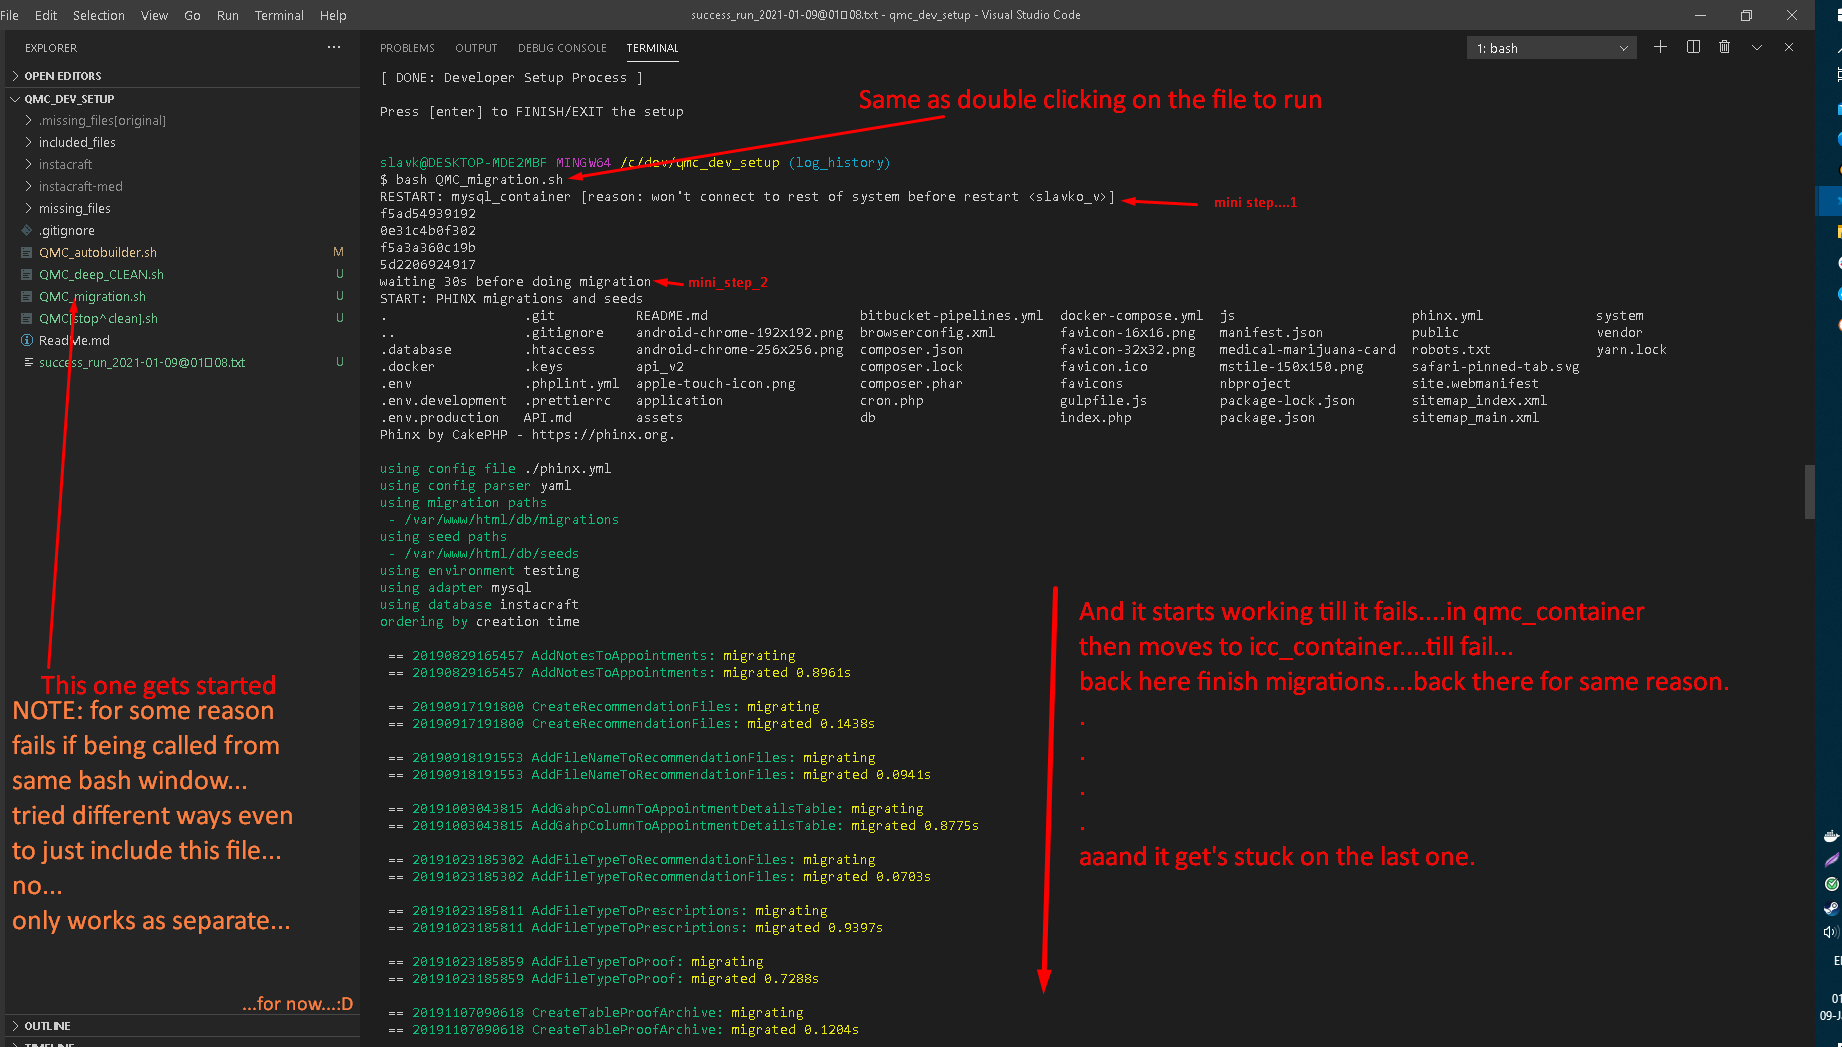 File Edit Selection View Go Run Terminal Help
success_run_2021-01-09@01▯08.txt - qmc_dev_setup - Visual Studio Code
EXPLORER
OPEN EDITORS
QMC_DEV_SETUP
.missing_files[original]
included_files
instacraft
instacraft-med
missing_files
.gitignore
QMC_autobuilder.sh M
QMC_deep_CLEAN.sh U
QMC_migration.sh U
QMC[stop^clean].sh U
ReadMe.md
success_run_2021-01-09@01▯08.txt U
This one gets started
NOTE: for some reason
fails if being called from
same bash window...
tried different ways even
to just include this file...
no...
only works as separate...
...for now...:D
OUTLINE
TIMELINE
PROBLEMS OUTPUT DEBUG CONSOLE TERMINAL
1: bash
[ DONE: Developer Setup Process ]
Press [enter] to FINISH/EXIT the setup
Same as double clicking on the file to run
slavk@DESKTOP-MDE2MBF MINGW64 /c/dev/qmc_dev_setup (log_history)
$ bash QMC_migration.sh
RESTART: mysql_container [reason: won't connect to rest of system before restart <slavko_v>]
mini step....1
f5ad54939192
0e31c4b0f302
f5a3a360c19b
5d2206924917
waiting 30s before doing migration
mini_step_2
START: PHINX migrations and seeds
. .git README.md bitbucket-pipelines.yml docker-compose.yml js phinx.yml system
.. .gitignore android-chrome-192x192.png browserconfig.xml favicon-16x16.png manifest.json public vendor
.database .htaccess android-chrome-256x256.png composer.json favicon-32x32.png medical-marijuana-card robots.txt yarn.lock
.docker .keys api_v2 composer.lock favicon.ico mstile-150x150.png safari-pinned-tab.svg
.env .phplint.yml apple-touch-icon.png composer.phar favicons nbproject site.webmanifest
.env.development .prettierrc application cron.php gulpfile.js package-lock.json sitemap_index.xml
.env.production API.md assets db index.php package.json sitemap_main.xml
Phinx by CakePHP - https://phinx.org.
using config file ./phinx.yml
using config parser yaml
using migration paths
- /var/www/html/db/migrations
using seed paths
- /var/www/html/db/seeds
using environment testing
using adapter mysql
using database instacraft
ordering by creation time
== 20190829165457 AddNotesToAppointments: migrating
== 20190829165457 AddNotesToAppointments: migrated 0.8961s
== 20190917191800 CreateRecommendationFiles: migrating
== 20190917191800 CreateRecommendationFiles: migrated 0.1438s
== 20190918191553 AddFileNameToRecommendationFiles: migrating
== 20190918191553 AddFileNameToRecommendationFiles: migrated 0.0941s
== 20191003043815 AddGahpColumnToAppointmentDetailsTable: migrating
== 20191003043815 AddGahpColumnToAppointmentDetailsTable: migrated 0.8775s
== 20191023185302 AddFileTypeToRecommendationFiles: migrating
== 20191023185302 AddFileTypeToRecommendationFiles: migrated 0.0703s
== 20191023185811 AddFileTypeToPrescriptions: migrating
== 20191023185811 AddFileTypeToPrescriptions: migrated 0.9397s
== 20191023185859 AddFileTypeToProof: migrating
== 20191023185859 AddFileTypeToProof: migrated 0.7288s
== 20191107090618 CreateTableProofArchive: migrating
== 20191107090618 CreateTableProofArchive: migrated 0.1204s
And it starts working till it fails....in qmc_container
then moves to icc_container....till fail...
back here finish migrations....back there for same reason.
.
.
.
.
aaand it get's stuck on the last one.